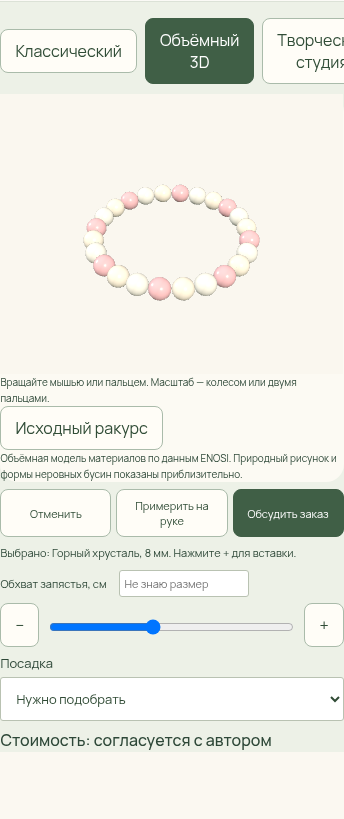 Классический
Объёмный
3D
Творческ
студия
Вращайте мышью или пальцем. Масштаб — колесом или двумя
пальцами.
Исходный ракурс
Объёмная модель материалов по данным ENOSI. Природный рисунок и
формы неровных бусин показаны приблизительно.
Отменить
Примерить на
руке
Обсудить заказ
Выбрано: Горный хрусталь, 8 мм. Нажмите + для вставки.
Обхват запястья, см
Не знаю размер
−
+
Посадка
Нужно подобрать
Стоимость: согласуется с автором